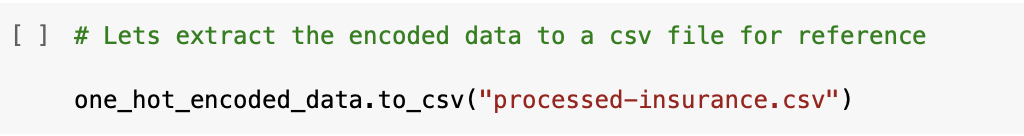 [ ] # Lets extract the encoded data to a csv file for reference
one_hot_encoded_data.to_csv("processed-insurance.csv")